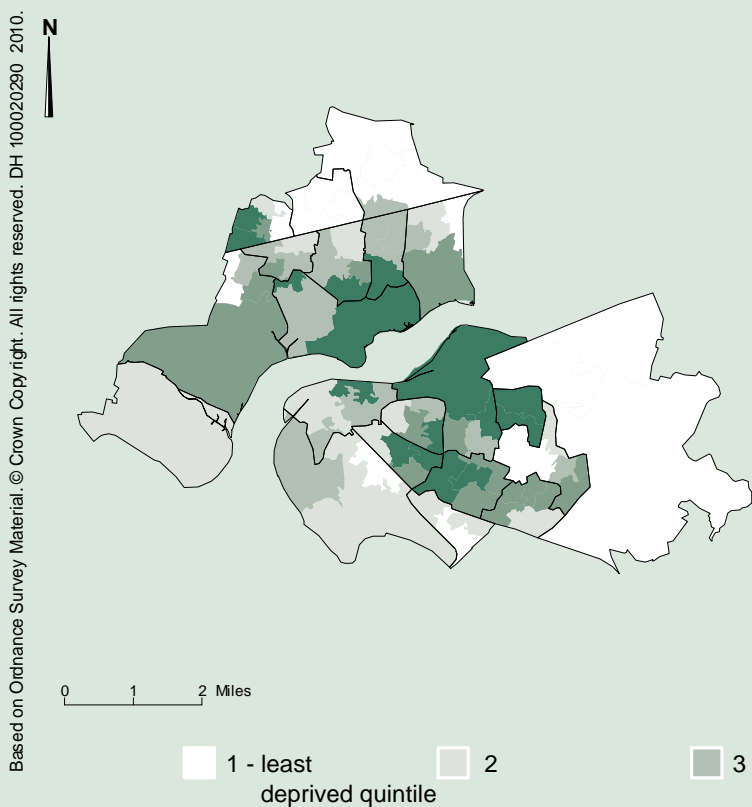 Based on Ordnance Survey Material. © Crown Copyright. All rights reserved. DH 100020290 2010.
N
0 1 2 Miles
1 - least
deprived quintile
2
3